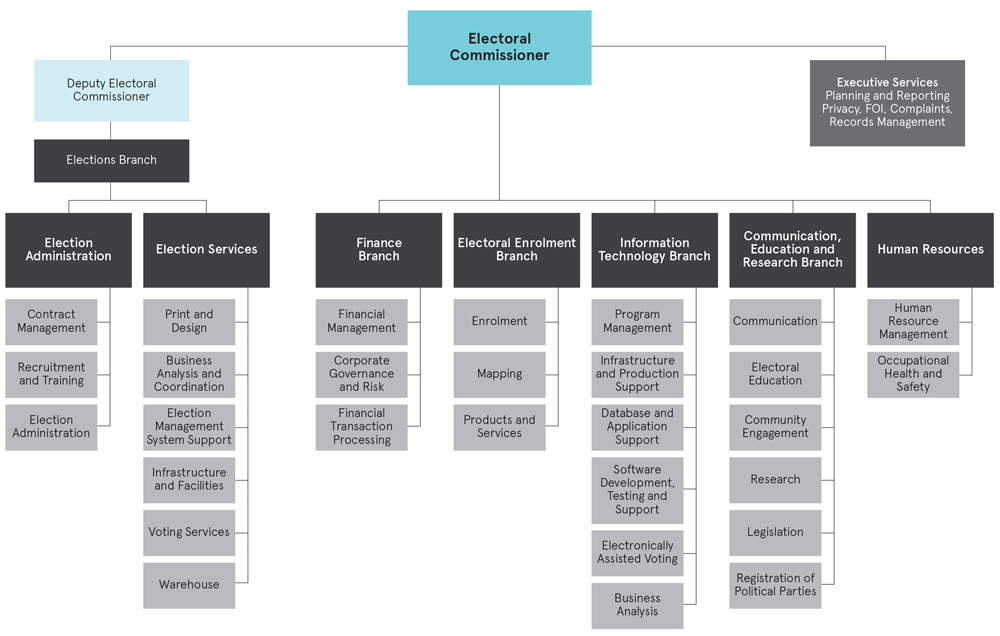 Electoral
Commissioner
Deputy Electoral
Commissioner
Executive Services
Planning and Reporting
Privacy, FOI, Complaints,
Records Management
Elections Branch
Election
Administration
Contract
Management
Recruitment
and Training
Election
Administration
Election Services
Print and
Design
Business
Analysis and
Coordination
Election
Management
System Support
Infrastructure
and Facilities
Voting Services
Warehouse
Finance
Branch
Financial
Management
Corporate
Governance
and Risk
Financial
Transaction
Processing
Electoral Enrolment
Branch
Enrolment
Mapping
Products and
Services
Information
Technology Branch
Program
Management
Infrastructure
and Production
Support
Database and
Application
Support
Software
Development,
Testing and
Support
Electronically
Assisted Voting
Business
Analysis
Communication,
Education and
Research Branch
Communication
Electoral
Education
Community
Engagement
Research
Legislation
Registration of
Political Parties
Human Resources
Human
Resource
Management
Occupational
Health and
Safety